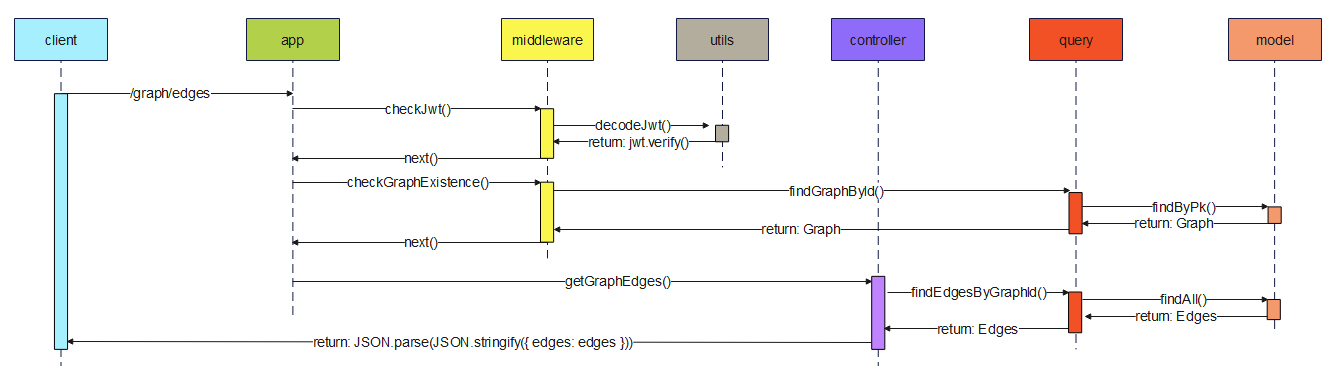 client
app
middleware
utils
controller
query
model
/graph/edges
checkJwt()
decodeJwt()
return: jwt.verify()
next()
checkGraphExistence()
findGraphById()
findByPk()
return: Graph
return: Graph
next()
getGraphEdges()
findEdgesByGraphId()
findAll()
return: Edges
return: Edges
return: JSON.parse(JSON.stringify({ edges: edges }))